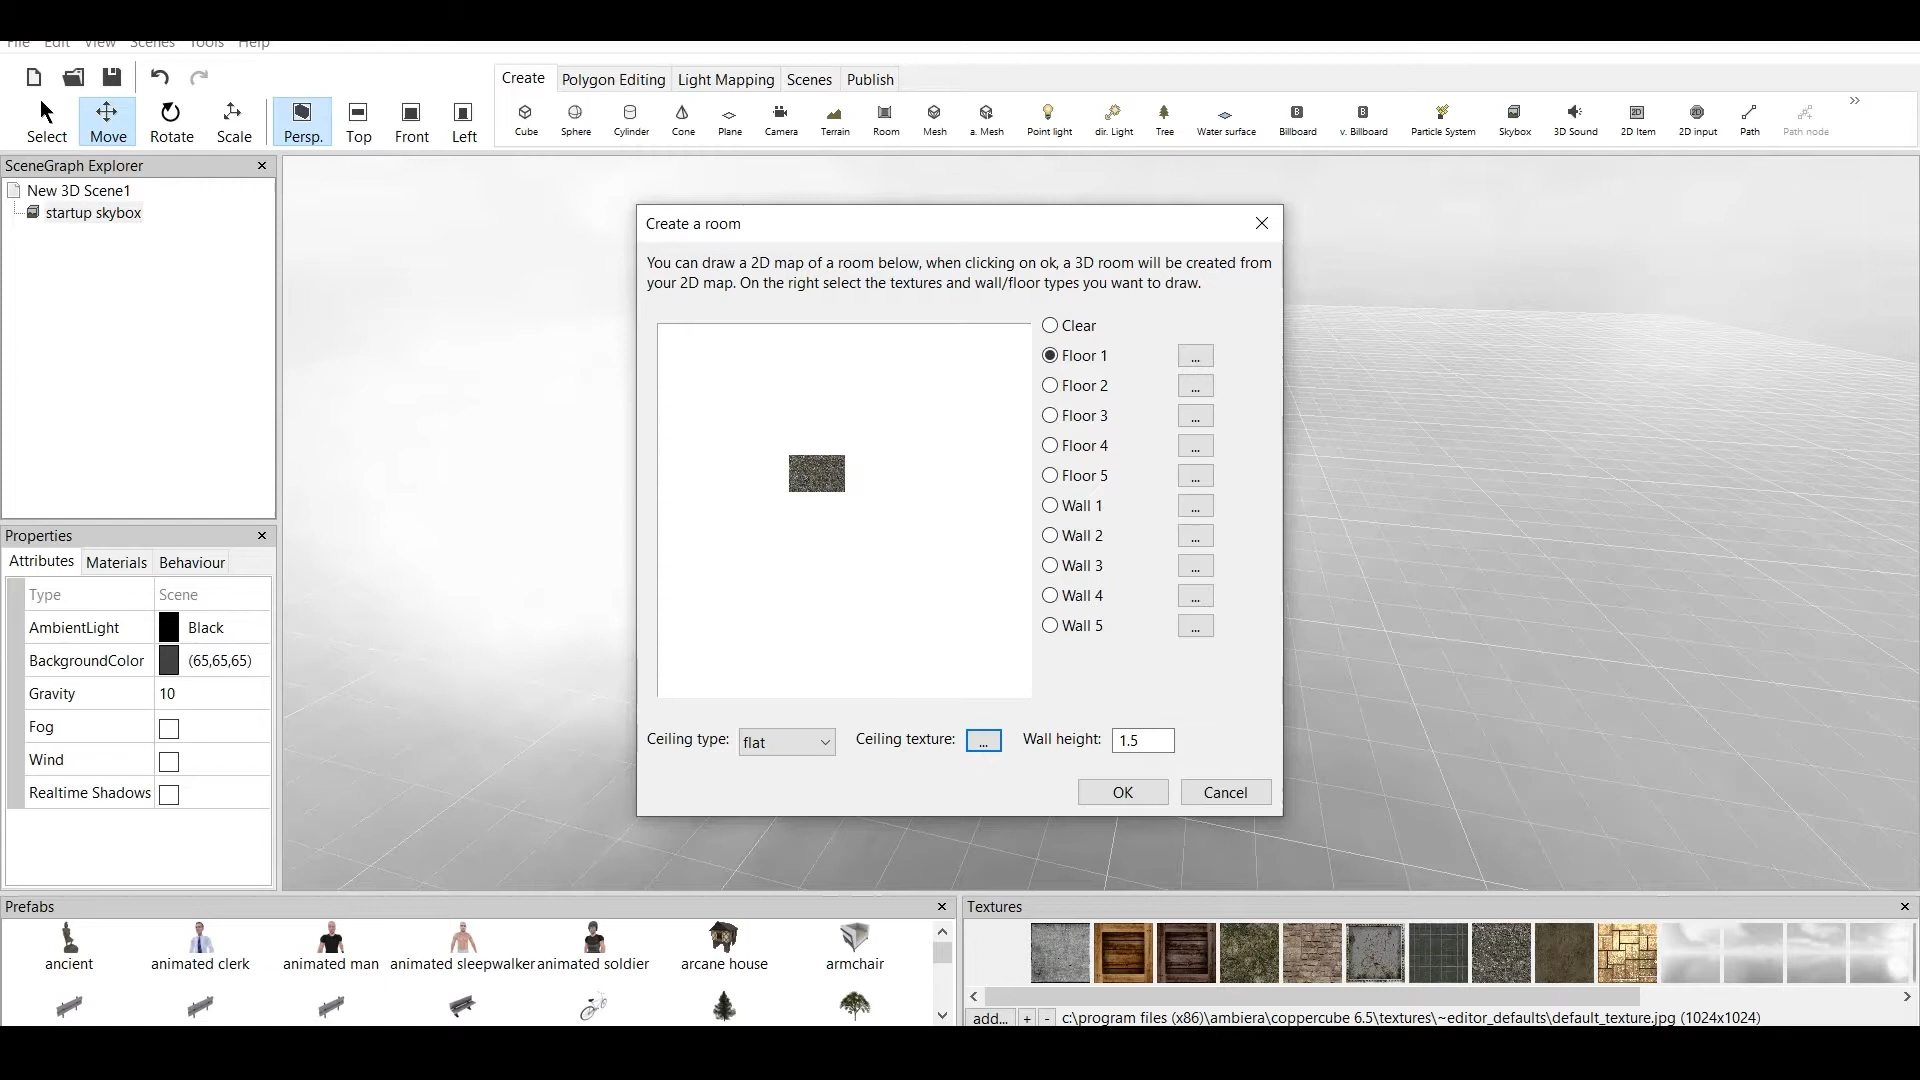 File Edit View Scenes Tools Help
Create Polygon Editing Light Mapping Scenes Publish
Select Move Rotate Scale Persp. Top Front Left
Cube Sphere Cylinder Cone Plane Camera Terrain Room Mesh a. Mesh Point light dir. Light Tree Water surface Billboard v. Billboard Particle System Skybox 3D Sound 2D Item 2D input Path Path node
SceneGraph Explorer
New 3D Scene1
startup skybox
Create a room
You can draw a 2D map of a room below, when clicking on ok, a 3D room will be created from
your 2D map. On the right select the textures and wall/floor types you want to draw.
Clear
Floor 1 ...
Floor 2 ...
Floor 3 ...
Floor 4 ...
Floor 5 ...
Wall 1 ...
Wall 2 ...
Wall 3 ...
Wall 4 ...
Wall 5 ...
Ceiling type: flat Ceiling texture: ... Wall height: 1.5
OK Cancel
Properties
Attributes Materials Behaviour
Type Scene
AmbientLight Black
BackgroundColor (65,65,65)
Gravity 10
Fog
Wind
Realtime Shadows
Prefabs
ancient animated clerk animated man animated sleepwalker animated soldier arcane house armchair
Textures
add... + - c:\program files (x86)\ambiera\coppercube 6.5\textures\~editor_defaults\default_texture.jpg (1024x1024)